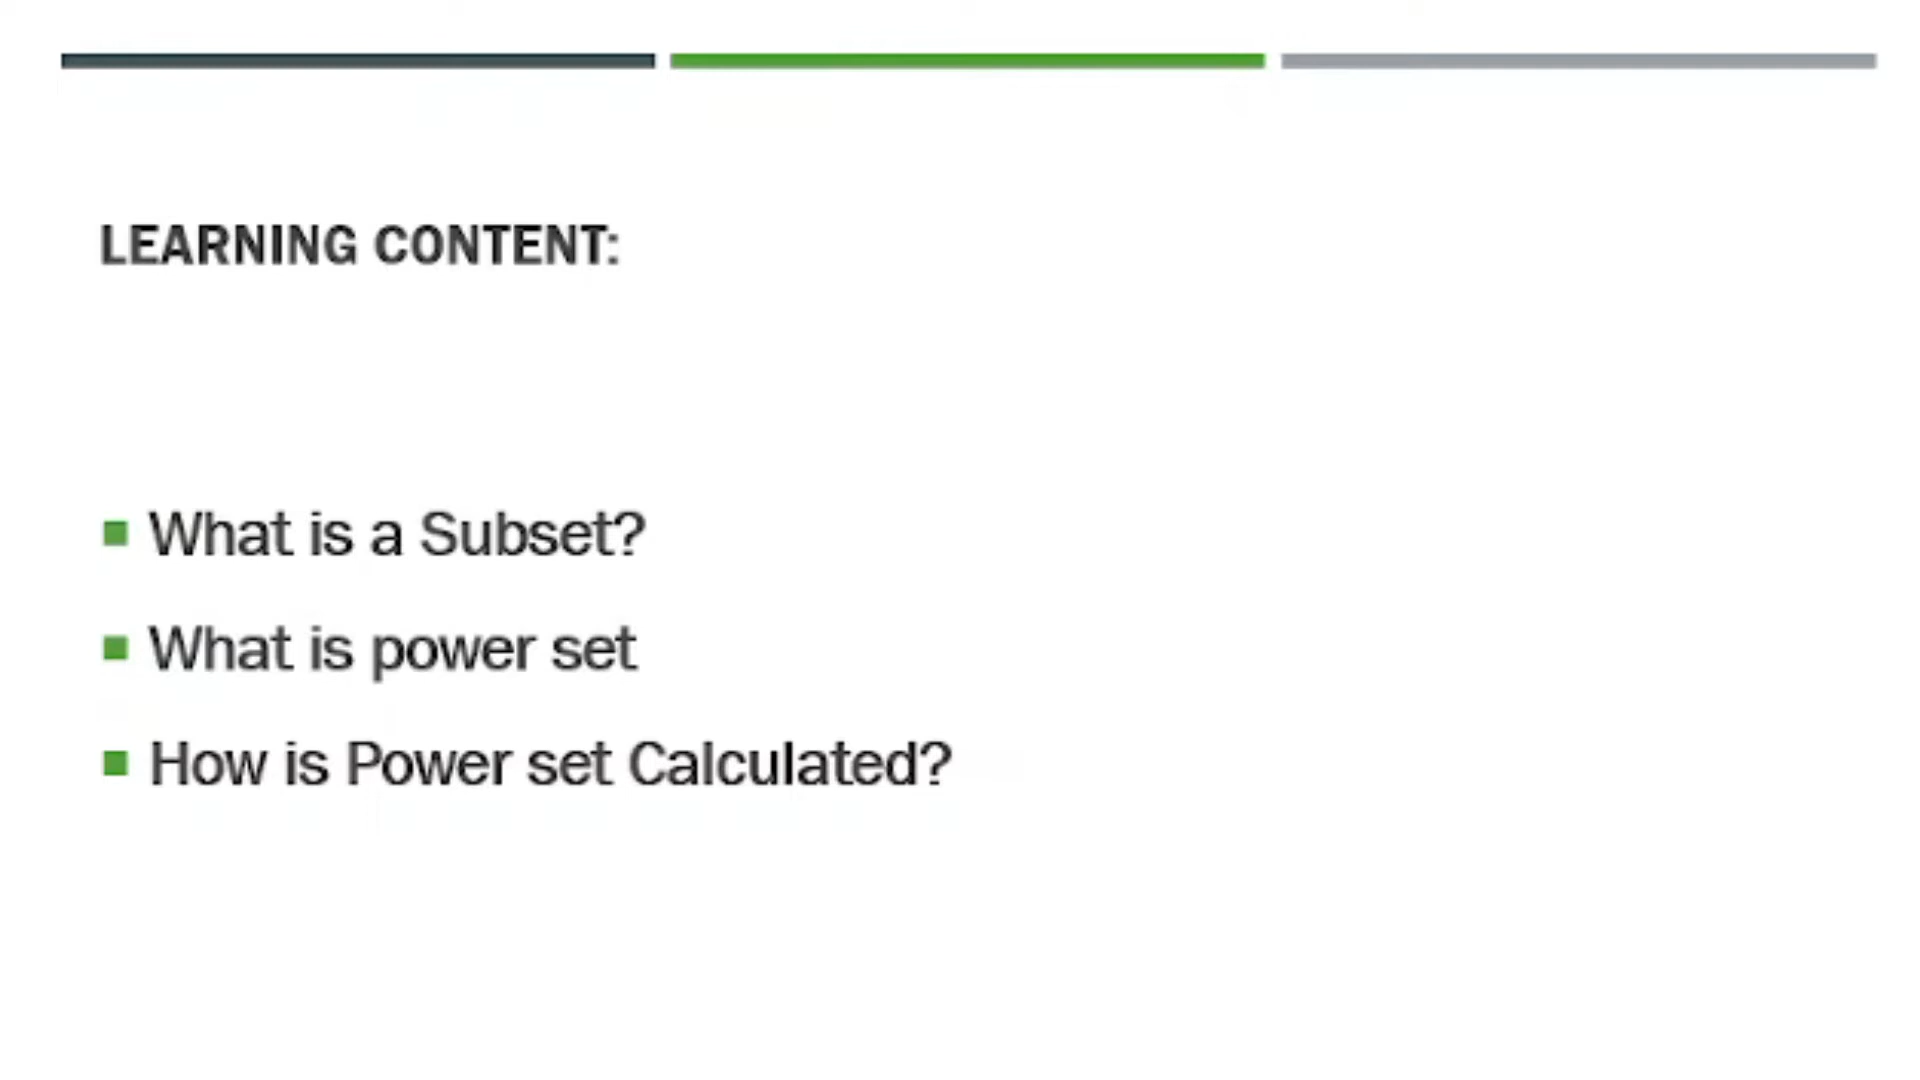 LEARNING CONTENT:
What is a Subset?
What is power set
How is Power set Calculated?